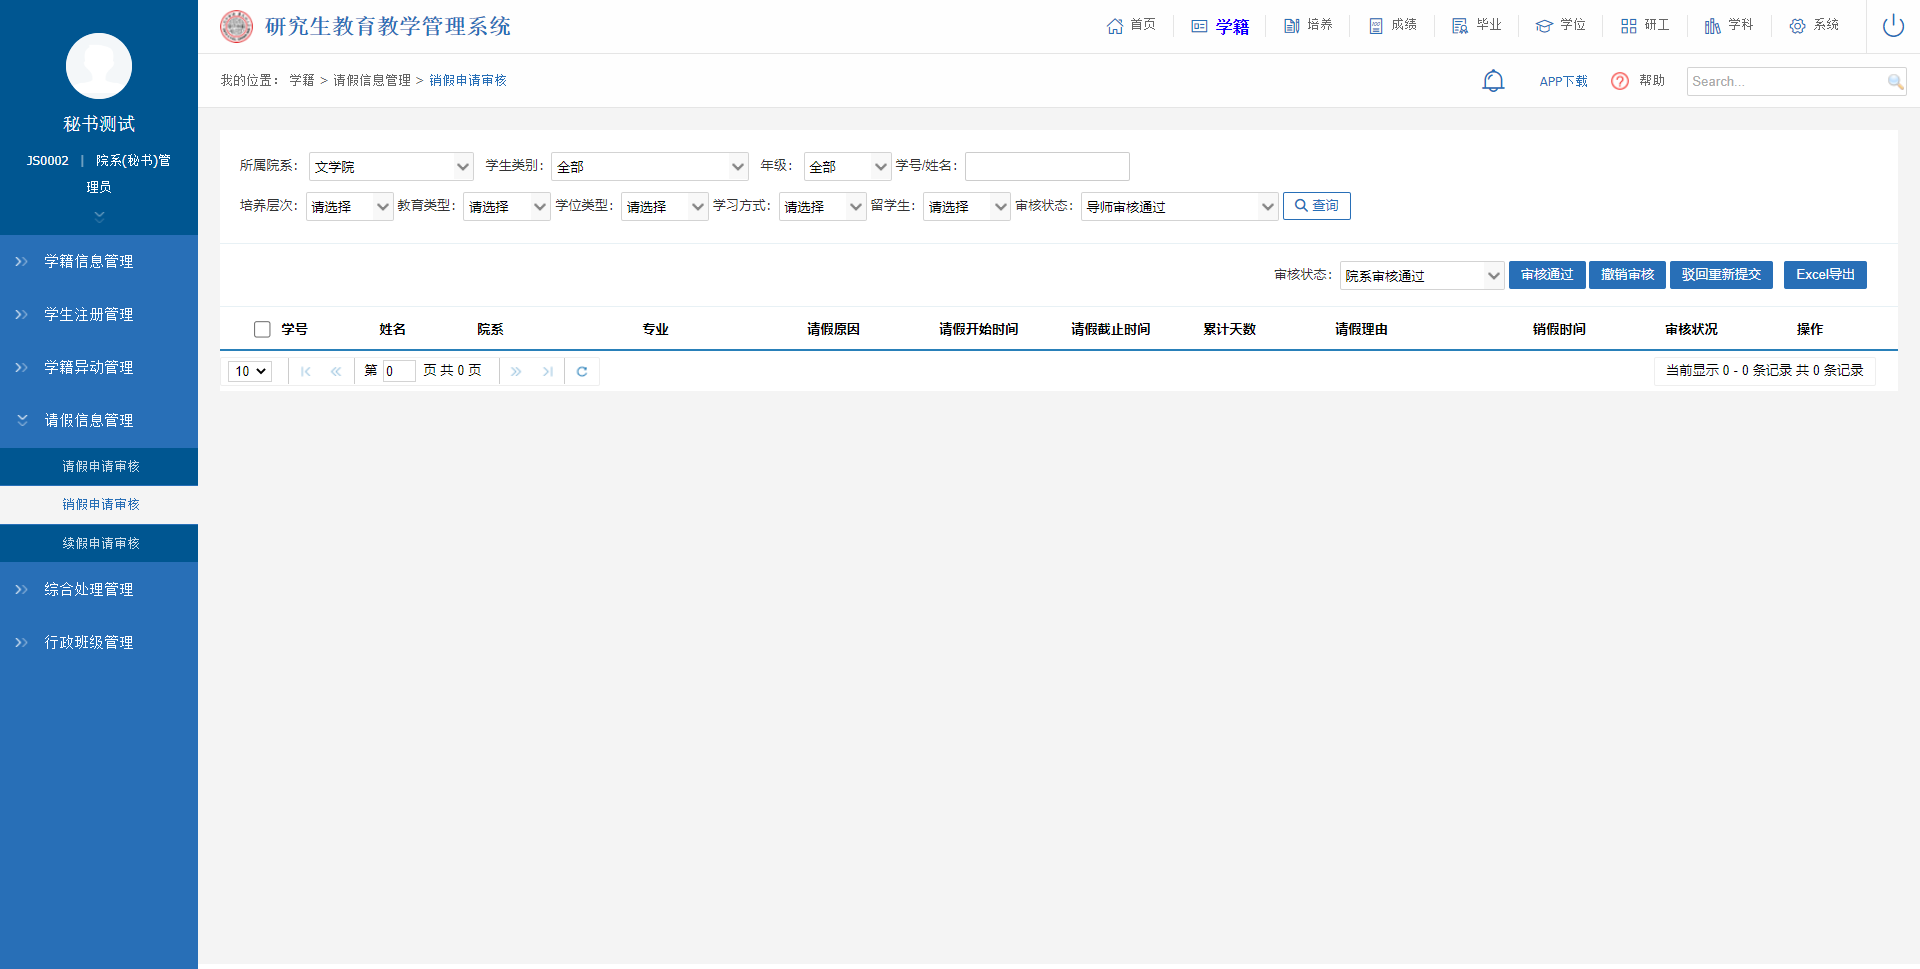 研究生教育教学管理系统
首页 学籍 培养 成绩 毕业 学位 研工 学科 系统
我的位置： 学籍 > 请假信息管理 > 销假申请审核
APP下载 帮助 Search...
秘书测试
JS0002 | 院系(秘书)管
理员
学籍信息管理
学生注册管理
学籍异动管理
请假信息管理
请假申请审核
销假申请审核
续假申请审核
综合处理管理
行政班级管理
所属院系： 文学院 学生类别： 全部 年级： 全部 学号/姓名：
培养层次： 请选择 教育类型： 请选择 学位类型： 请选择 学习方式： 请选择 留学生： 请选择 审核状态： 导师审核通过 查询
审核状态： 院系审核通过 审核通过 撤销审核 驳回重新提交 Excel导出
学号 姓名 院系 专业 请假原因 请假开始时间 请假截止时间 累计天数 请假理由 销假时间 审核状况 操作
10 第 0 页 共 0 页 当前显示 0 - 0 条记录 共 0 条记录